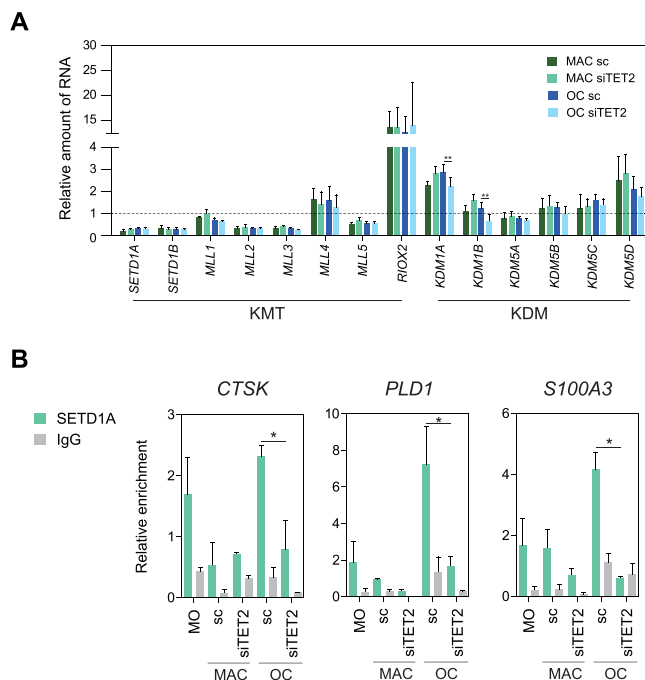 A
Relative amount of RNA
30
25
15
4
3
2
1
0
MAC sc
MAC siTET2
OC sc
OC siTET2
**
**
SETD1A
SETD1B
MLL1
MLL2
MLL3
MLL4
MLL5
RIOX2
KDM1A
KDM1B
KDM5A
KDM5B
KDM5C
KDM5D
KMT
KDM
B
SETD1A
IgG
Relative enrichment
CTSK
3
2
1
0.0
*
MO
sc
siTET2
sc
siTET2
MAC
OC
PLD1
10
8
6
4
2
0
*
MO
sc
siTET2
sc
siTET2
MAC
OC
S100A3
6
4
2
0
*
MO
sc
siTET2
sc
siTET2
MAC
OC